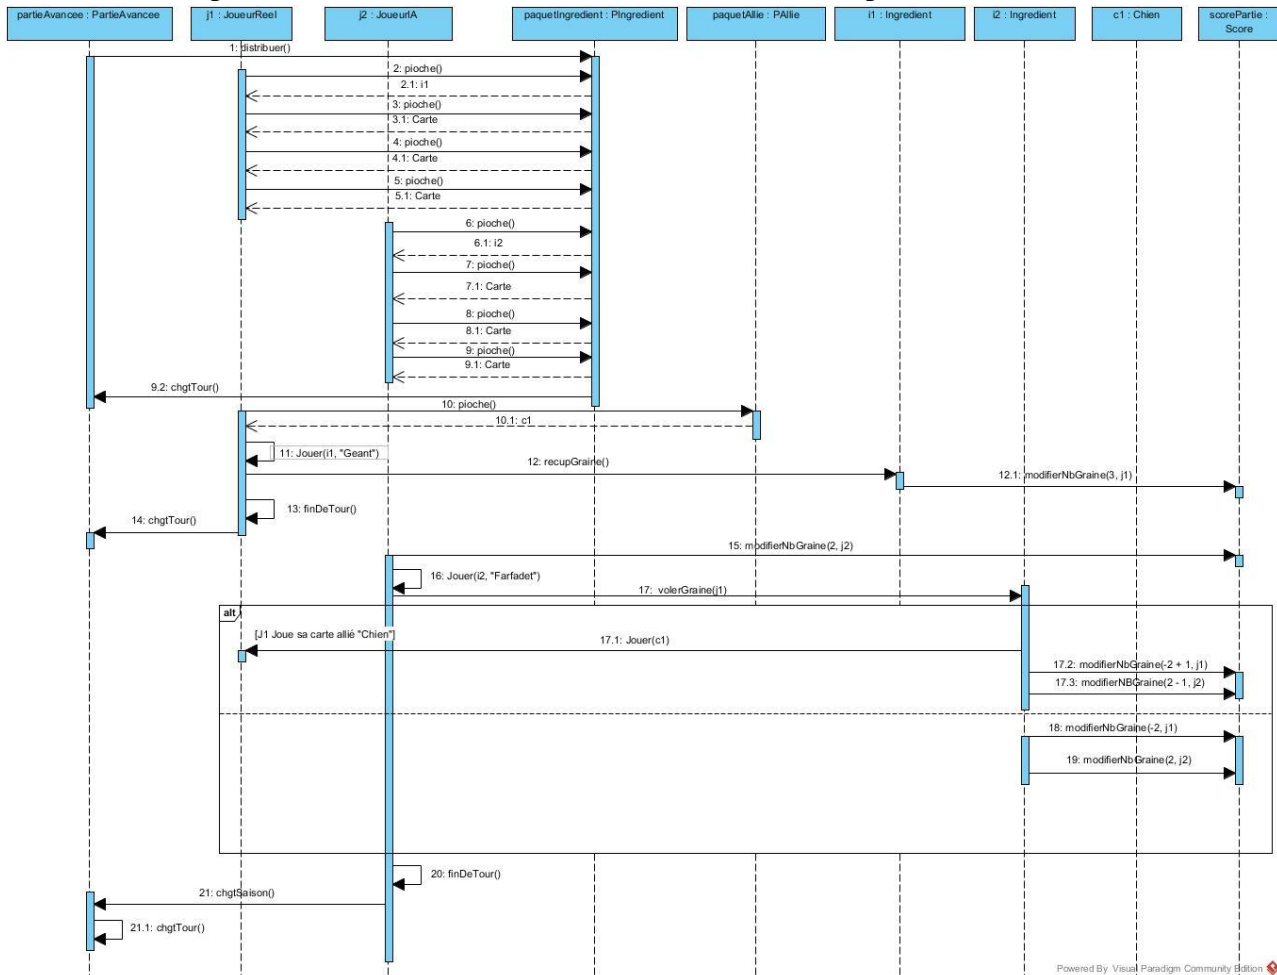 partieAvancee : PartieAvancee
j1 : JoueurReel
j2 : JoueurIA
paquetIngredient : PIngredient
paquetAllie : PAllie
i1 : Ingredient
i2 : Ingredient
c1 : Chien
scorePartie :
Score
1: distribuer()
2: pioche()
2.1: i1
3: pioche()
3.1: Carte
4: pioche()
4.1: Carte
5: pioche()
5.1: Carte
6: pioche()
6.1: i2
7: pioche()
7.1: Carte
8: pioche()
8.1: Carte
9: pioche()
9.1: Carte
9.2: chgtTour()
10: pioche()
10.1: c1
11: Jouer(i1, "Geant")
12: recupGraine()
12.1: modifierNbGraine(3, j1)
13: finDeTour()
14: chgtTour()
15: modifierNbGraine(2, j2)
16: Jouer(i2, "Farfadet")
17: volerGraine(j1)
alt
[J1 Joue sa carte allié "Chien"]
17.1: Jouer(c1)
17.2: modifierNbGraine(-2 + 1, j1)
17.3: modifierNBGraine(2 - 1, j2)
18: modifierNbGraine(-2, j1)
19: modifierNbGraine(2, j2)
20: finDeTour()
21: chgtSaison()
21.1: chgtTour()
Powered By Visual Paradigm Community Edition